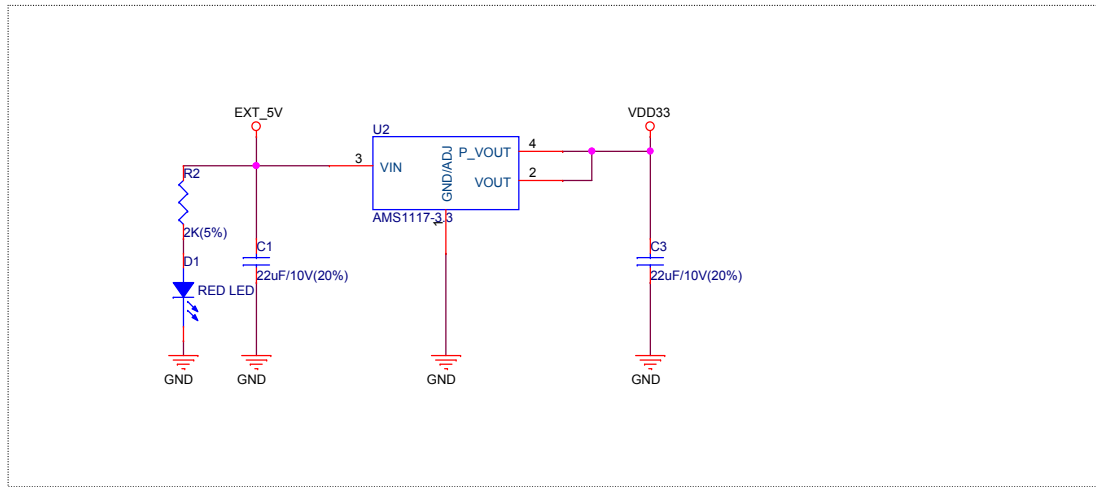 EXT_5V
VDD33
U2
3
VIN
GND/ADJ
P_VOUT
4
VOUT
2
AMS1117-3.3
1
R2
2K(5%)
D1
RED LED
C1
22uF/10V(20%)
C3
22uF/10V(20%)
GND
GND
GND
GND